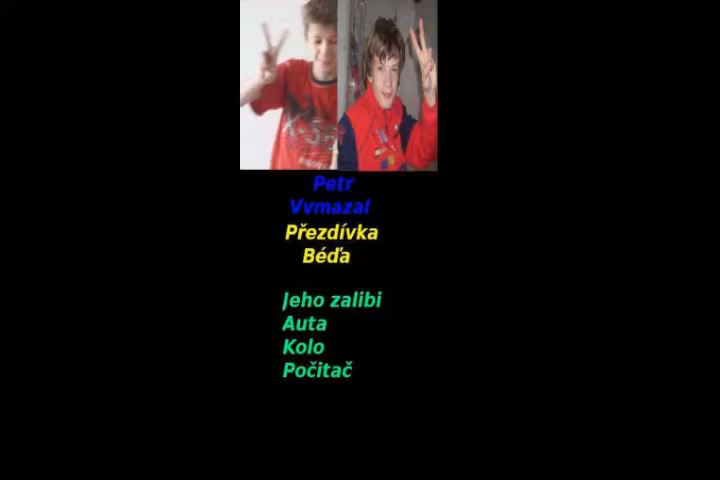 Petr
Vymazal
Přezdívka
Béďa
Jeho zalibi
Auta
Kolo
Počitač